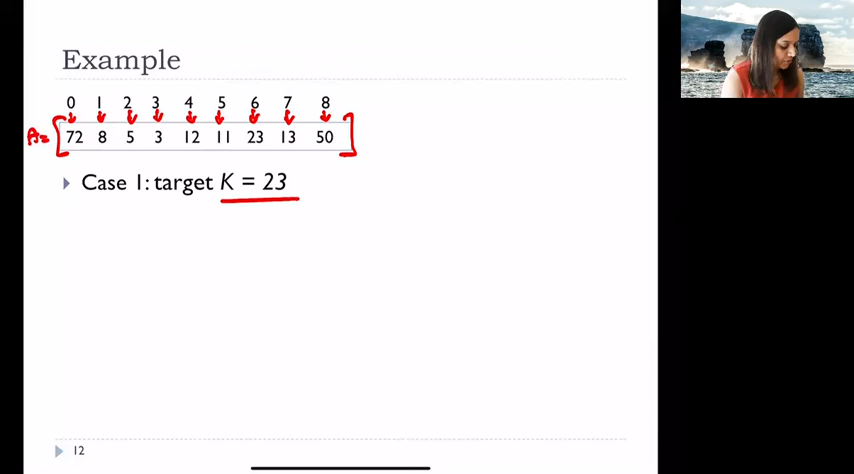 Example
0 1 2 3 4 5 6 7 8
A= [72 8 5 3 12 11 23 13 50]
Case 1: target K = 23
12